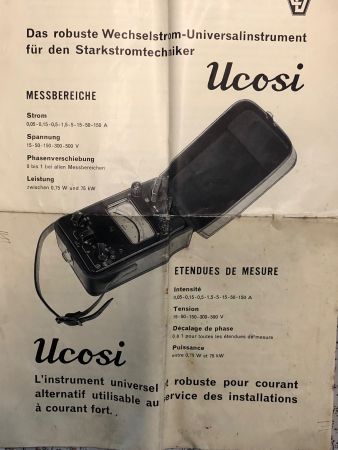 Das robuste Wechselstrom-Universalinstrument
für den Starkstromtechniker
Ucosi
MESSBEREICHE
Strom
0,05-0,15-0,5-1,5-5-15-50-150 A
Spannung
15-50-150-300-500 V
Phasenverschiebung
0 bis 1 bei allen Messbereichen
Leistung
zwischen 0,75 W und 75 kW
ETENDUES DE MESURE
Intensité
0,05-0,15-0,5-1,5-5-15-50-150 A
Tension
15-50-150-300-500 V
Décalage de phase
0 à 1 pour toutes les étendues de mesure
Puissance
entre 0,75 W et 75 kW
Ucosi
L'instrument universel et robuste pour courant
alternatif utilisable au service des installations
à courant fort.